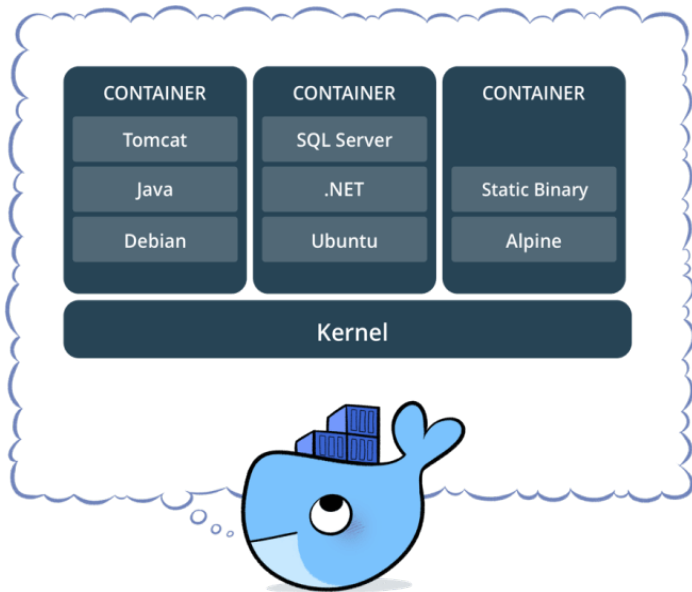 CONTAINER
Tomcat
Java
Debian
CONTAINER
SQL Server
.NET
Ubuntu
CONTAINER
Static Binary
Alpine
Kernel